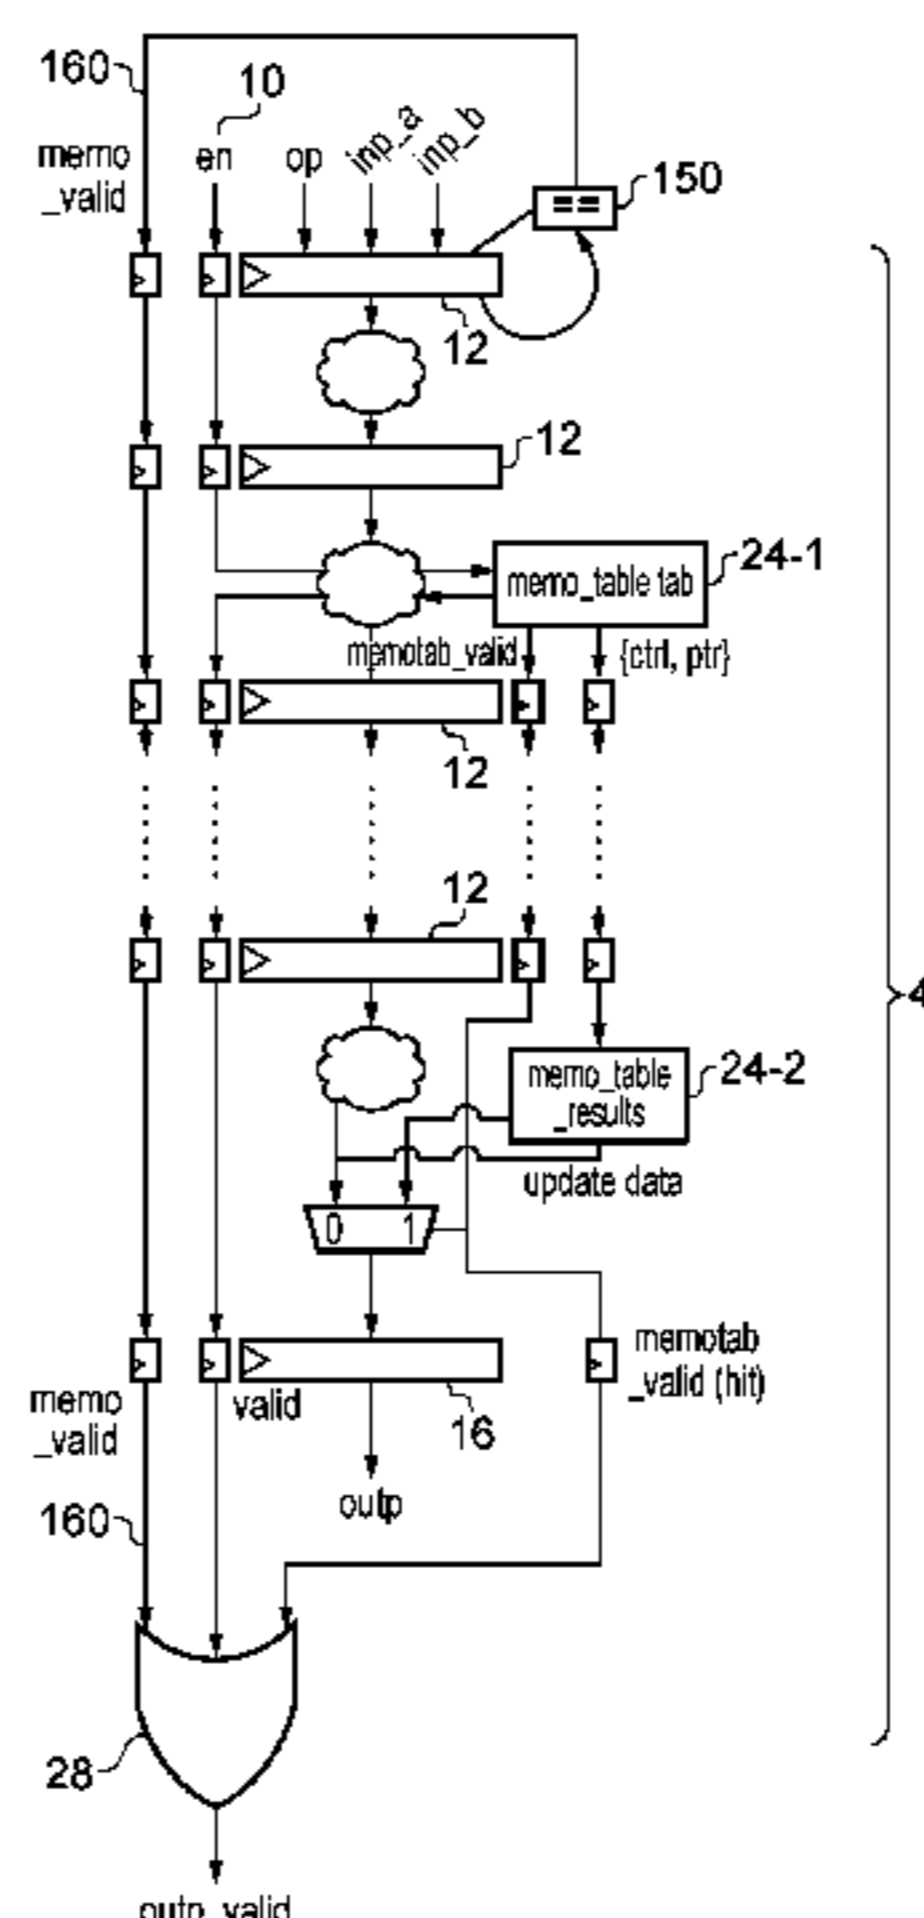 160
10
memo
_valid
en
op
inp_a
inp_b
==
150
12
12
memo_table tab
24-1
memotab_valid
{ctrl, ptr}
12
12
4
memo_table
_results
24-2
update data
0
1
memotab
_valid (hit)
memo
_valid
valid
16
outp
160
28
outp_valid